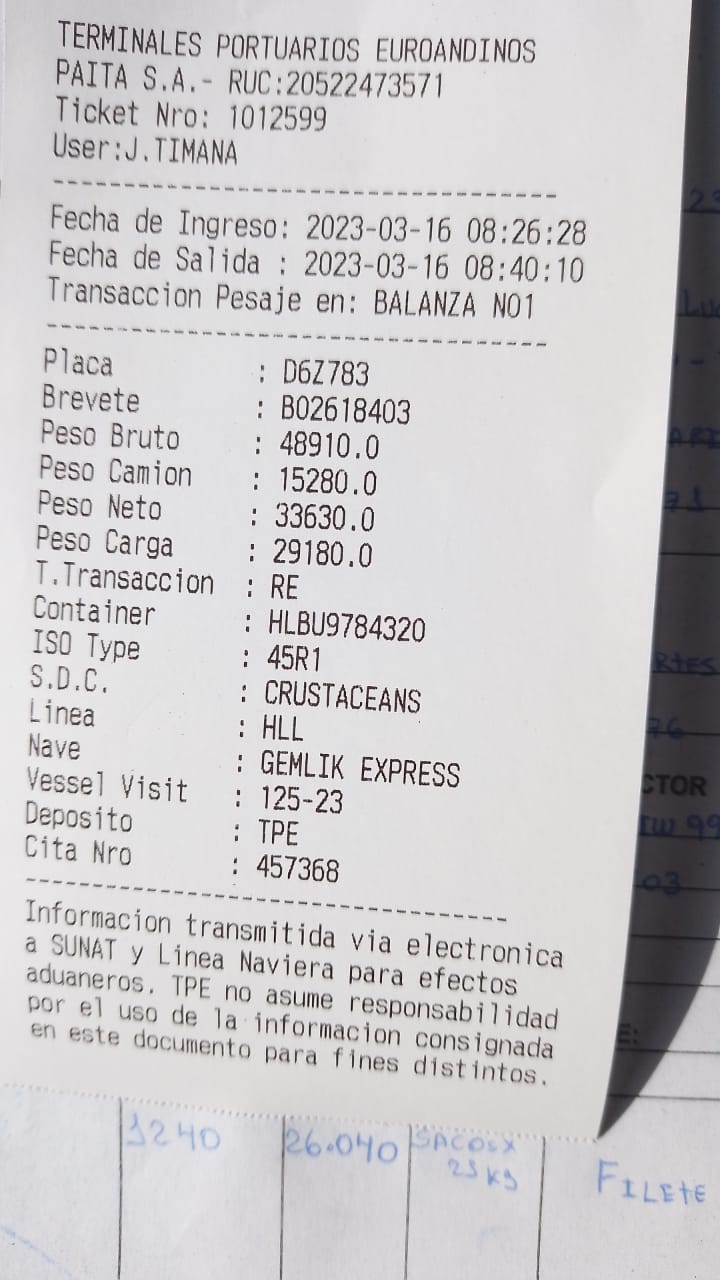 TERMINALES PORTUARIOS EUROANDINOS
PAITA S.A.- RUC:20522473571
Ticket Nro: 1012599
User:J.TIMANA
---------------------------------
Fecha de Ingreso: 2023-03-16 08:26:28
Fecha de Salida : 2023-03-16 08:40:10
Transaccion Pesaje en: BALANZA N01
---------------------------------
Placa : D6Z783
Brevete : B02618403
Peso Bruto : 48910.0
Peso Camion : 15280.0
Peso Neto : 33630.0
Peso Carga : 29180.0
T.Transaccion : RE
Container : HLBU9784320
ISO Type : 45R1
S.D.C. : CRUSTACEANS
Linea : HLL
Nave : GEMLIK EXPRESS
Vessel Visit : 125-23
Deposito : TPE
Cita Nro : 457368
---------------------------------
Informacion transmitida via electronica
a SUNAT y Linea Naviera para efectos
aduaneros. TPE no asume responsabilidad
por el uso de la informacion consignada
en este documento para fines distintos.
1240 26.040 SACOS X
FILETE